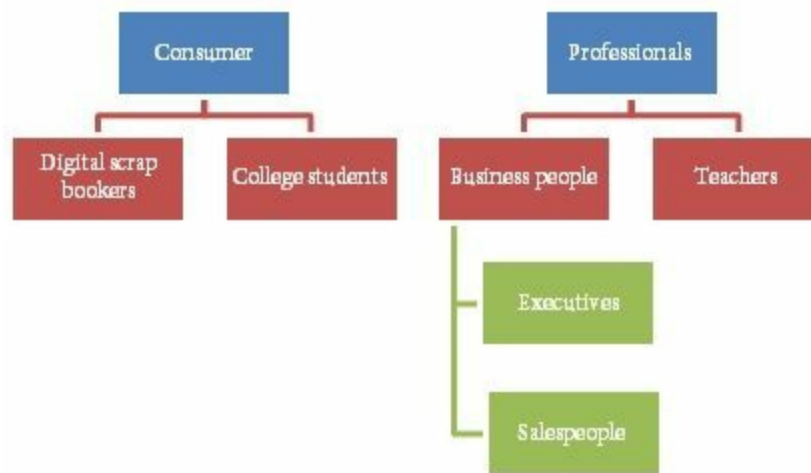 Consumer
Professionals
Digital scrap
bookers
College students
Business people
Teachers
Executives
Salespeople